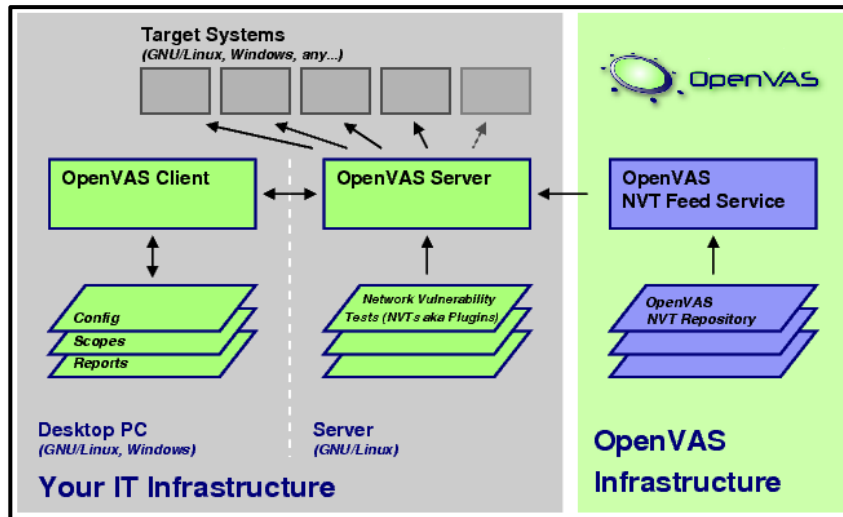 Target Systems
(GNU/Linux, Windows, any...)
OpenVAS
OpenVAS Client
OpenVAS Server
OpenVAS
NVT Feed Service
Config
Scopes
Reports
Network Vulnerability
Tests (NVTs aka Plugins)
OpenVAS
NVT Repository
Desktop PC
(GNU/Linux, Windows)
Server
(GNU/Linux)
Your IT Infrastructure
OpenVAS
Infrastructure